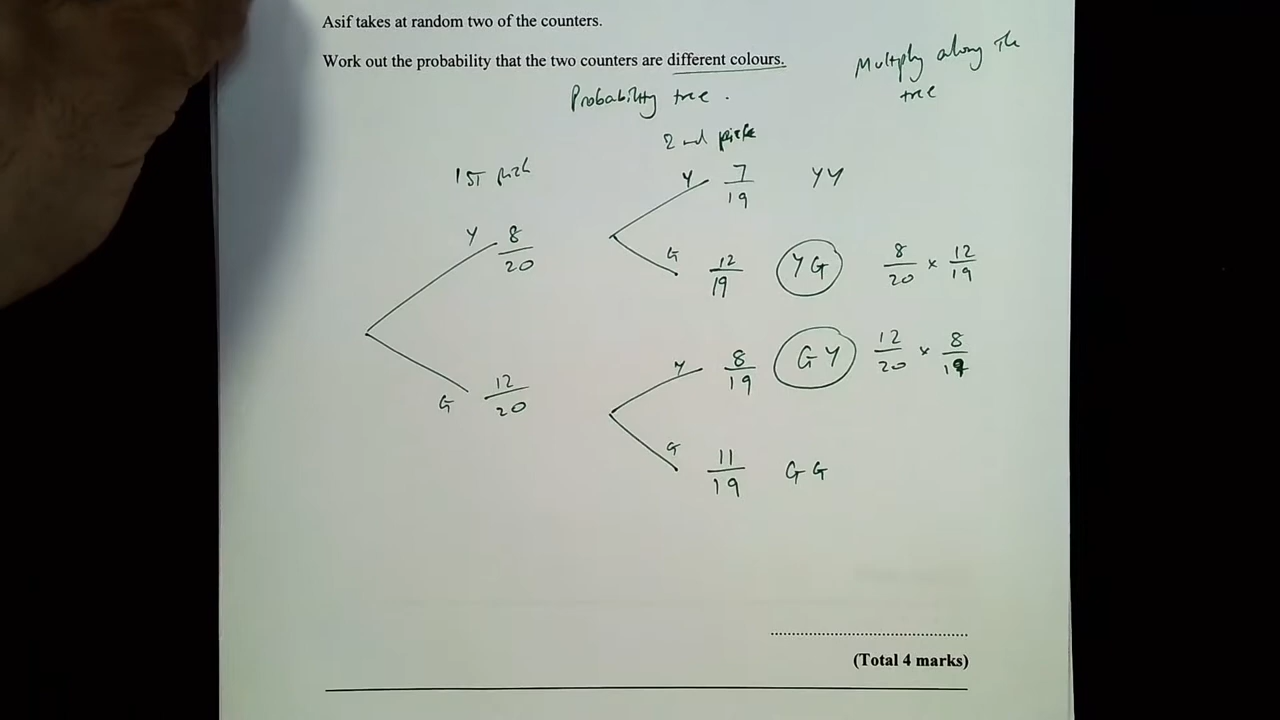 Asif takes at random two of the counters.
Work out the probability that the two counters are different colours.
Multiply along the
tree
Probability tree.
2nd pick
1st pick
Y 7/19 YY
Y 8/20
G 12/19 YG 8/20 × 12/19
Y 8/19 GY 12/20 × 8/19
G 12/20
G 11/19 GG
(Total 4 marks)